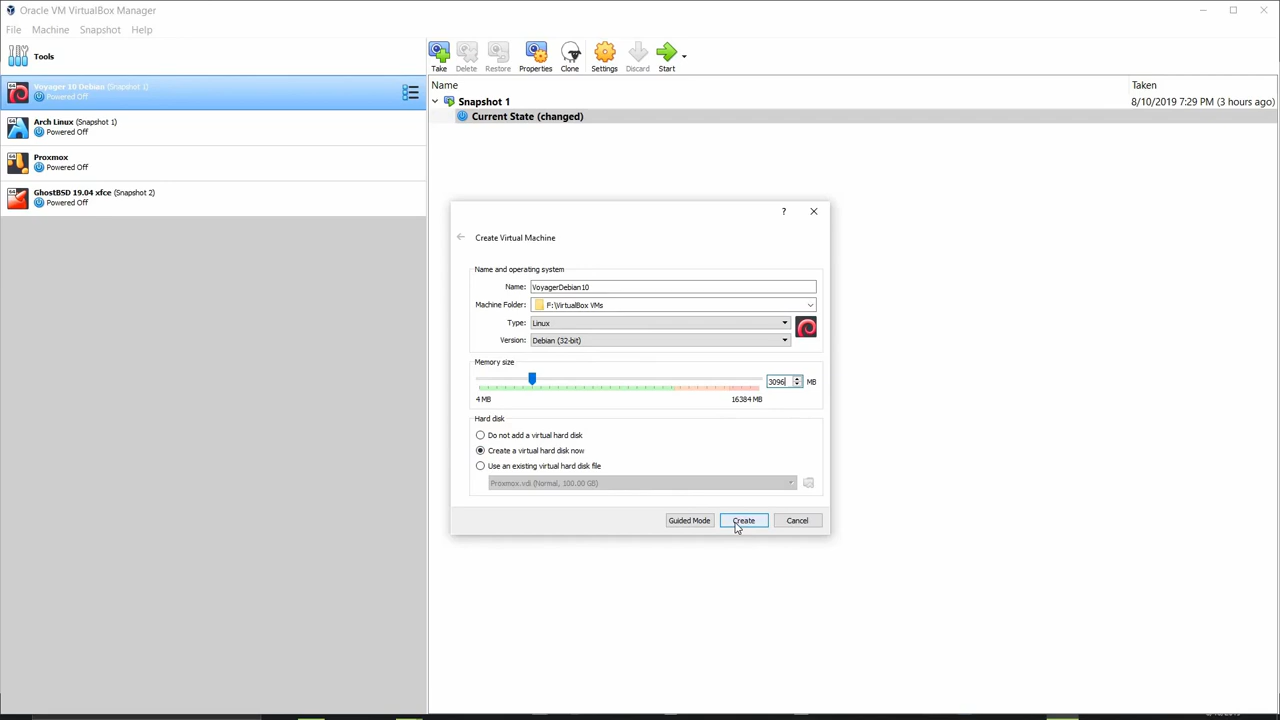 Oracle VM VirtualBox Manager
File Machine Snapshot Help
Tools
Take Delete Restore Properties Clone Settings Discard Start
Voyager 10 Debian (Snapshot 1)
Powered Off
Arch Linux (Snapshot 1)
Powered Off
Proxmox
Powered Off
GhostBSD 19.04 xfce (Snapshot 2)
Powered Off
Name Taken
Snapshot 1 8/10/2019 7:29 PM (3 hours ago)
Current State (changed)
?
Create Virtual Machine
Name and operating system
Name: VoyagerDebian10
Machine Folder: F:\VirtualBox VMs
Type: Linux
Version: Debian (32-bit)
Memory size
3096 MB
4 MB 16384 MB
Hard disk
Do not add a virtual hard disk
Create a virtual hard disk now
Use an existing virtual hard disk file
Proxmox.vdi (Normal, 100.00 GB)
Guided Mode Create Cancel